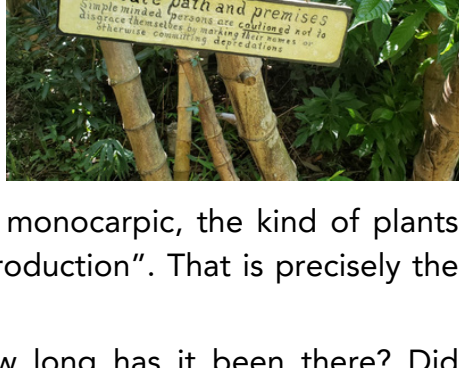 path and premises
Simple minded persons are cautioned not to
disgrace themselves by marking their names or
otherwise committing depredations
monocarpic, the kind of plants
roduction”. That is precisely the
w long has it been there? Did